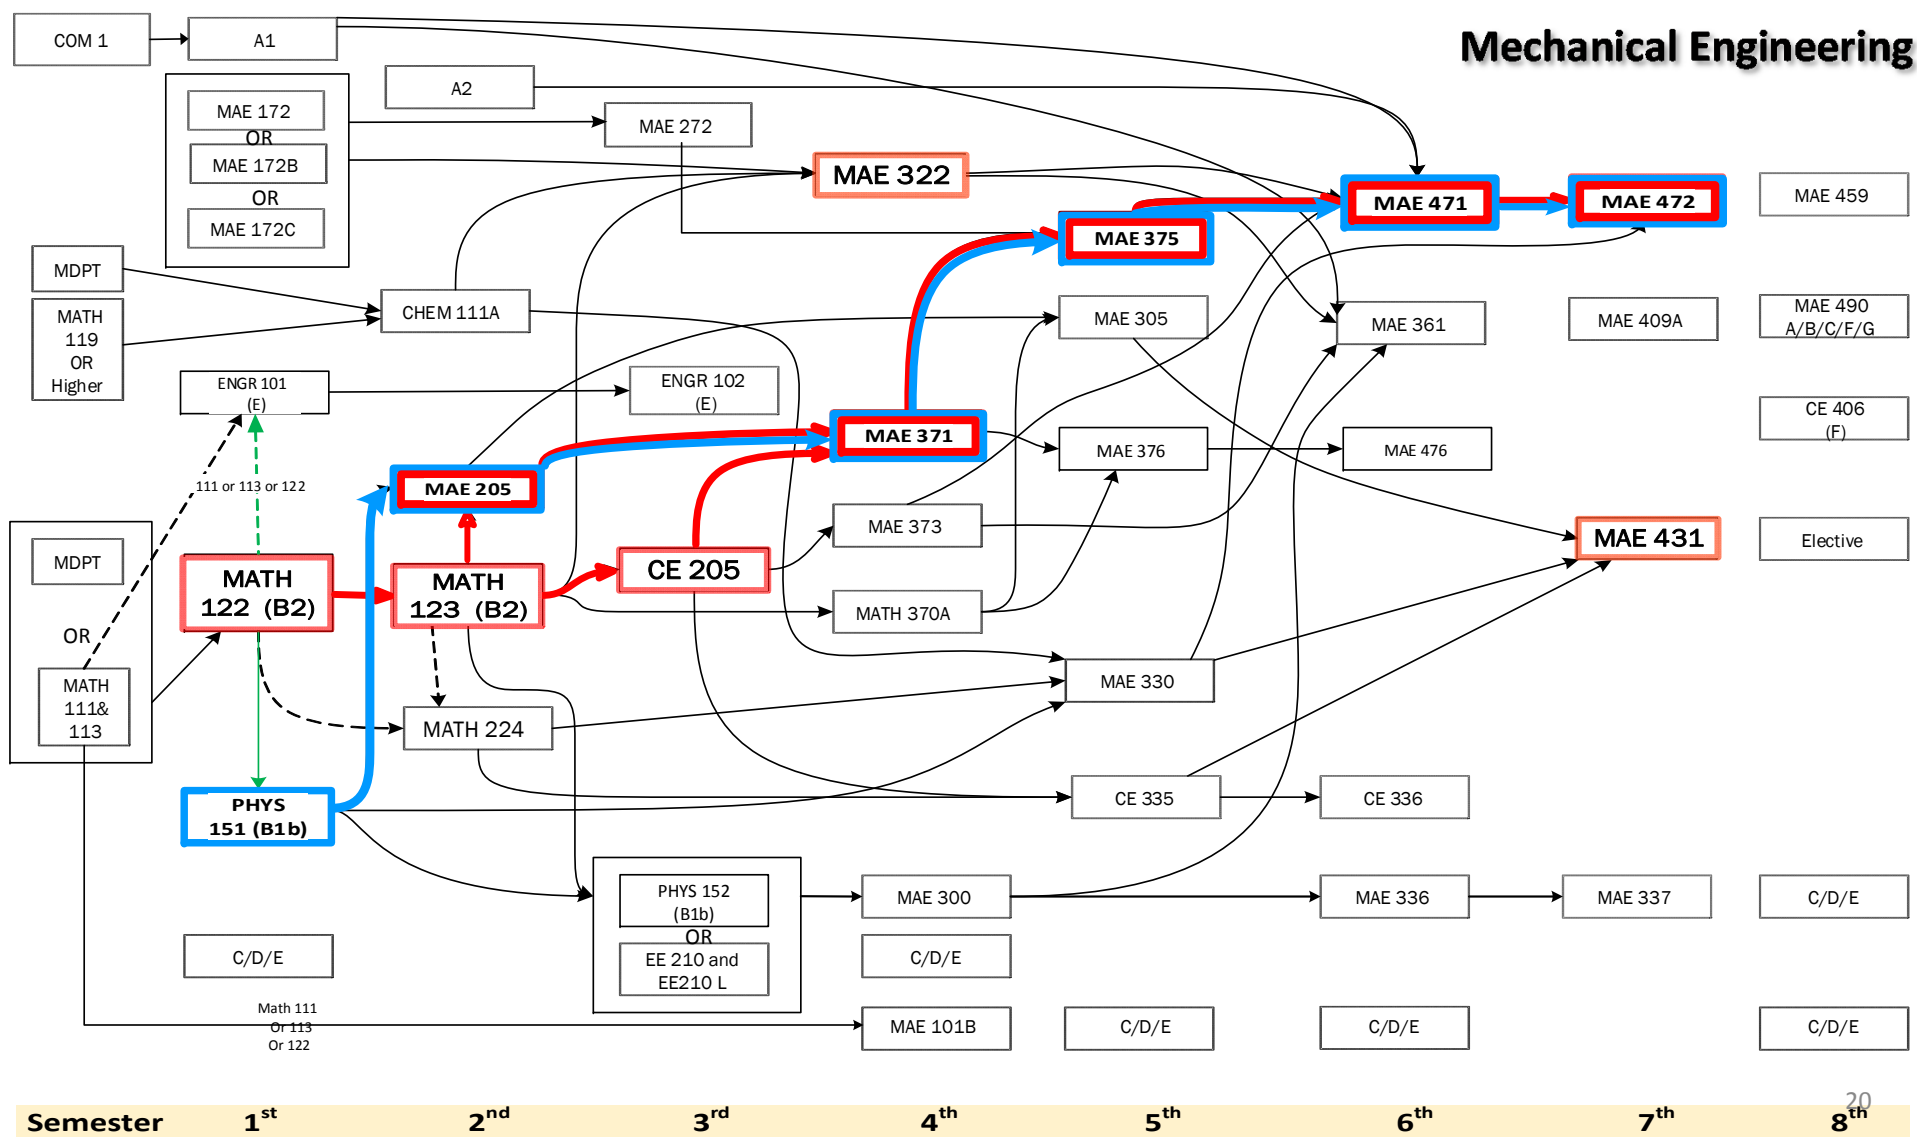 Mechanical Engineering
COM 1
A1
A2
MAE 172
OR
MAE 172B
OR
MAE 172C
MAE 272
MAE 322
MAE 471
MAE 472
MAE 459
MAE 375
MDPT
MATH
119
OR
Higher
CHEM 111A
MAE 305
MAE 361
MAE 409A
MAE 490
A/B/C/F/G
ENGR 101
(E)
ENGR 102
(E)
MAE 371
MAE 376
MAE 476
CE 406
(F)
111 or 113 or 122
MAE 205
MAE 373
MAE 431
Elective
MDPT
OR
MATH
111&
113
MATH
122 (B2)
MATH
123 (B2)
CE 205
MATH 370A
MAE 330
MATH 224
PHYS
151 (B1b)
CE 335
CE 336
PHYS 152
(B1b)
OR
EE 210 and
EE210 L
MAE 300
MAE 336
MAE 337
C/D/E
C/D/E
C/D/E
Math 111
Or 113
Or 122
MAE 101B
C/D/E
C/D/E
C/D/E
20
Semester 1st 2nd 3rd 4th 5th 6th 7th 8th